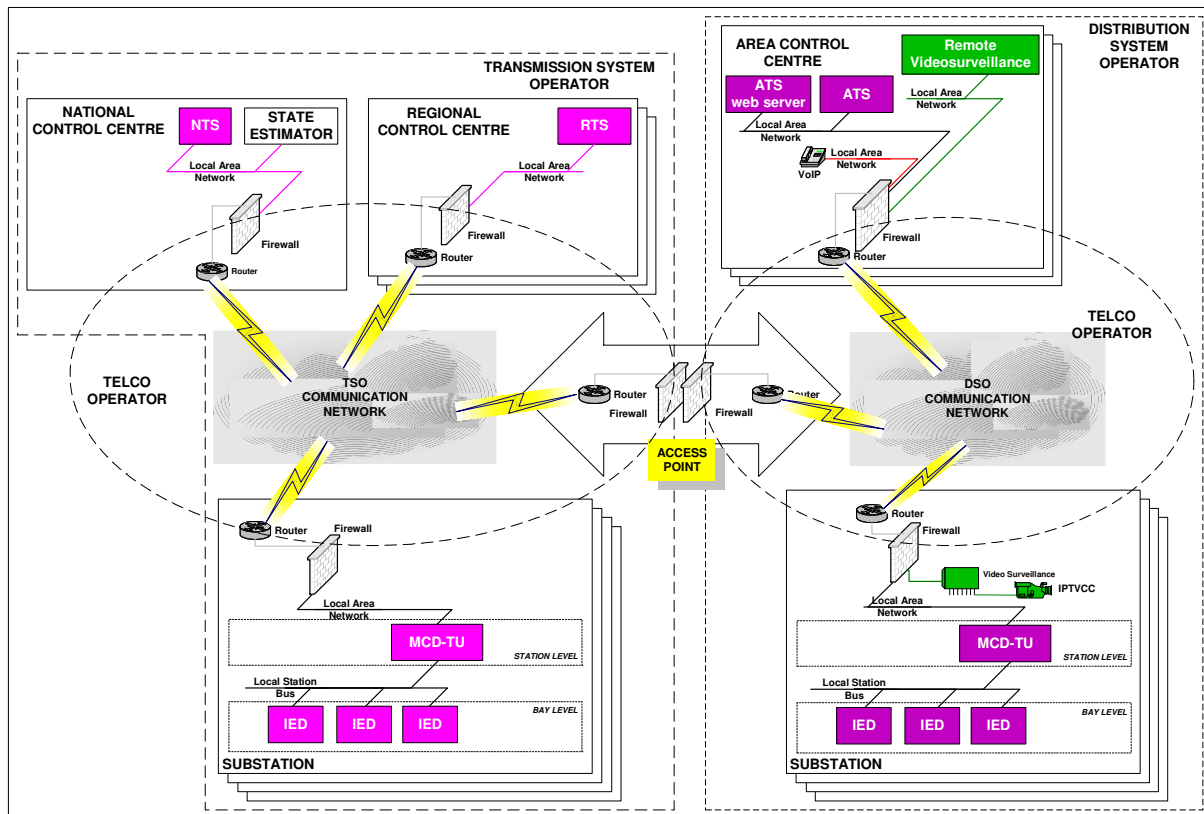 TRANSMISSION SYSTEM
OPERATOR
NATIONAL
CONTROL CENTRE
NTS
STATE
ESTIMATOR
Local Area
Network
Firewall
Router
REGIONAL
CONTROL CENTRE
RTS
Local Area
Network
Firewall
Router
TELCO
OPERATOR
TSO
COMMUNICATION
NETWORK
Router
Firewall
Firewall
Router
ACCESS
POINT
Router
Firewall
Local Area
Network
MCD-TU
STATION LEVEL
Local Station
Bus
BAY LEVEL
IED
IED
IED
SUBSTATION
DISTRIBUTION
SYSTEM
OPERATOR
AREA CONTROL
CENTRE
Remote
Videosurveillance
ATS
web server
ATS
Local Area
Network
Local Area
Network
Local Area
Network
VoIP
Firewall
Router
TELCO
OPERATOR
DSO
COMMUNICATION
NETWORK
Router
Firewall
Video Surveillance
IPTVCC
Local Area
Network
MCD-TU
STATION LEVEL
Local Station
Bus
BAY LEVEL
IED
IED
IED
SUBSTATION